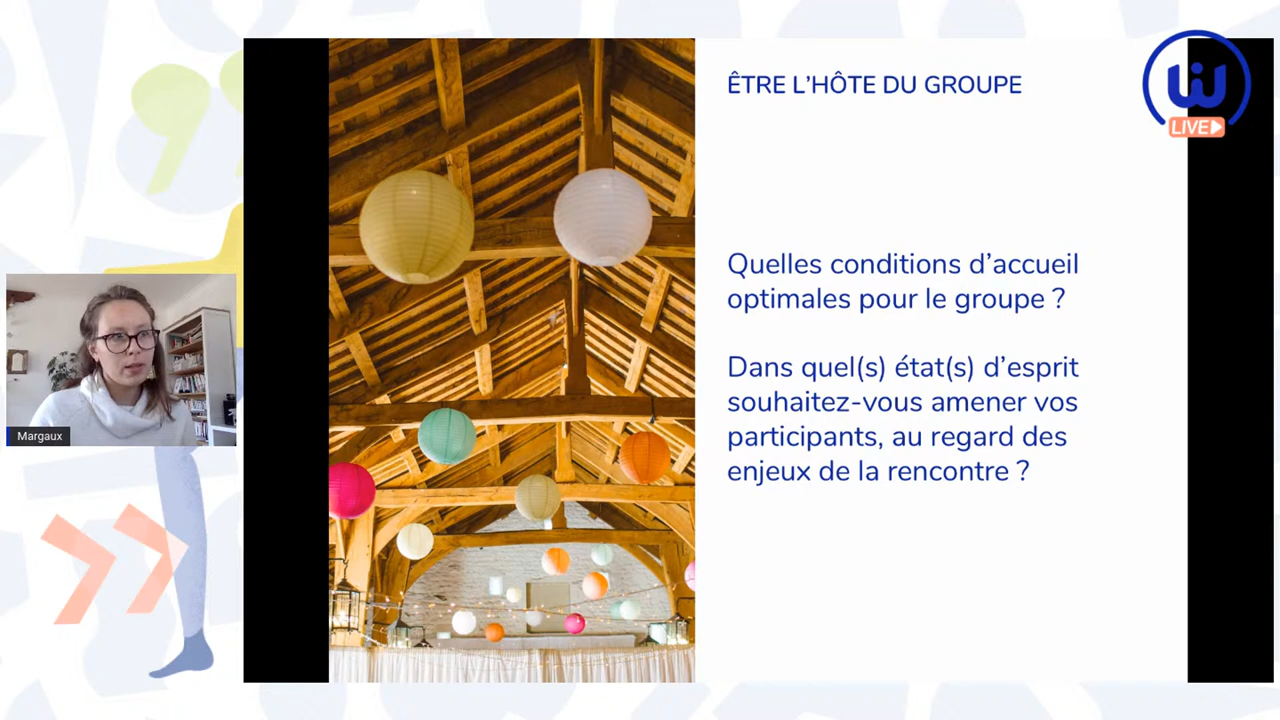 ÊTRE L'HÔTE DU GROUPE
LIVE
Quelles conditions d'accueil
optimales pour le groupe ?
Dans quel(s) état(s) d'esprit
souhaitez-vous amener vos
participants, au regard des
enjeux de la rencontre ?
Margaux